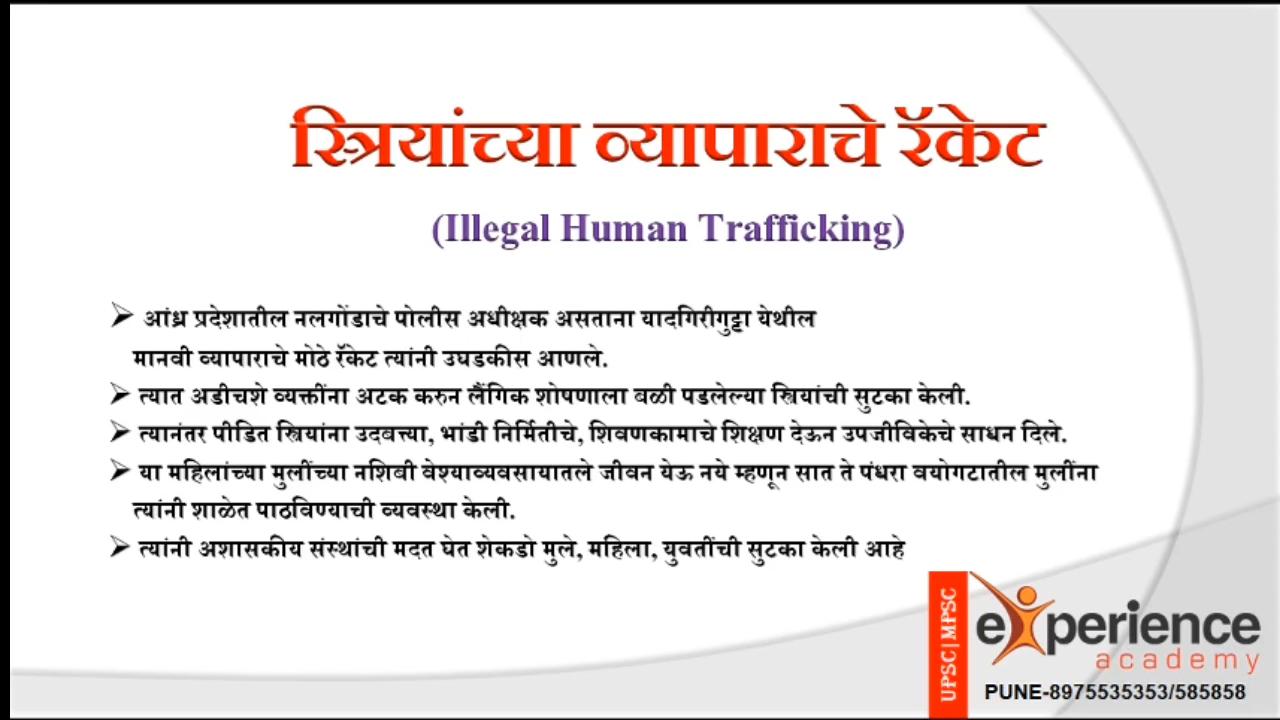 स्त्रियांच्या व्यापाराचे रॅकेट
(Illegal Human Trafficking)
➢ आंध्र प्रदेशातील नलगोंडाचे पोलीस अधीक्षक असताना यादगिरीगुट्टा येथील
मानवी व्यापाराचे मोठे रॅकेट त्यांनी उघडकीस आणले.
➢ त्यात अडीचशे व्यक्तींना अटक करुन लैंगिक शोषणाला बळी पडलेल्या स्त्रियांची सुटका केली.
➢ त्यानंतर पीडित स्त्रियांना उदबत्त्या, भांडी निर्मितीचे, शिवणकामाचे शिक्षण देऊन उपजीविकेचे साधन दिले.
➢ या महिलांच्या मुलींच्या नशिबी वेश्याव्यवसायातले जीवन येऊ नये म्हणून सात ते पंधरा वयोगटातील मुलींना
त्यांनी शाळेत पाठविण्याची व्यवस्था केली.
➢ त्यांनी अशासकीय संस्थांची मदत घेत शेकडो मुले, महिला, युवतींची सुटका केली आहे
UPSC|MPSC
experience
academy
PUNE-8975535353/585858